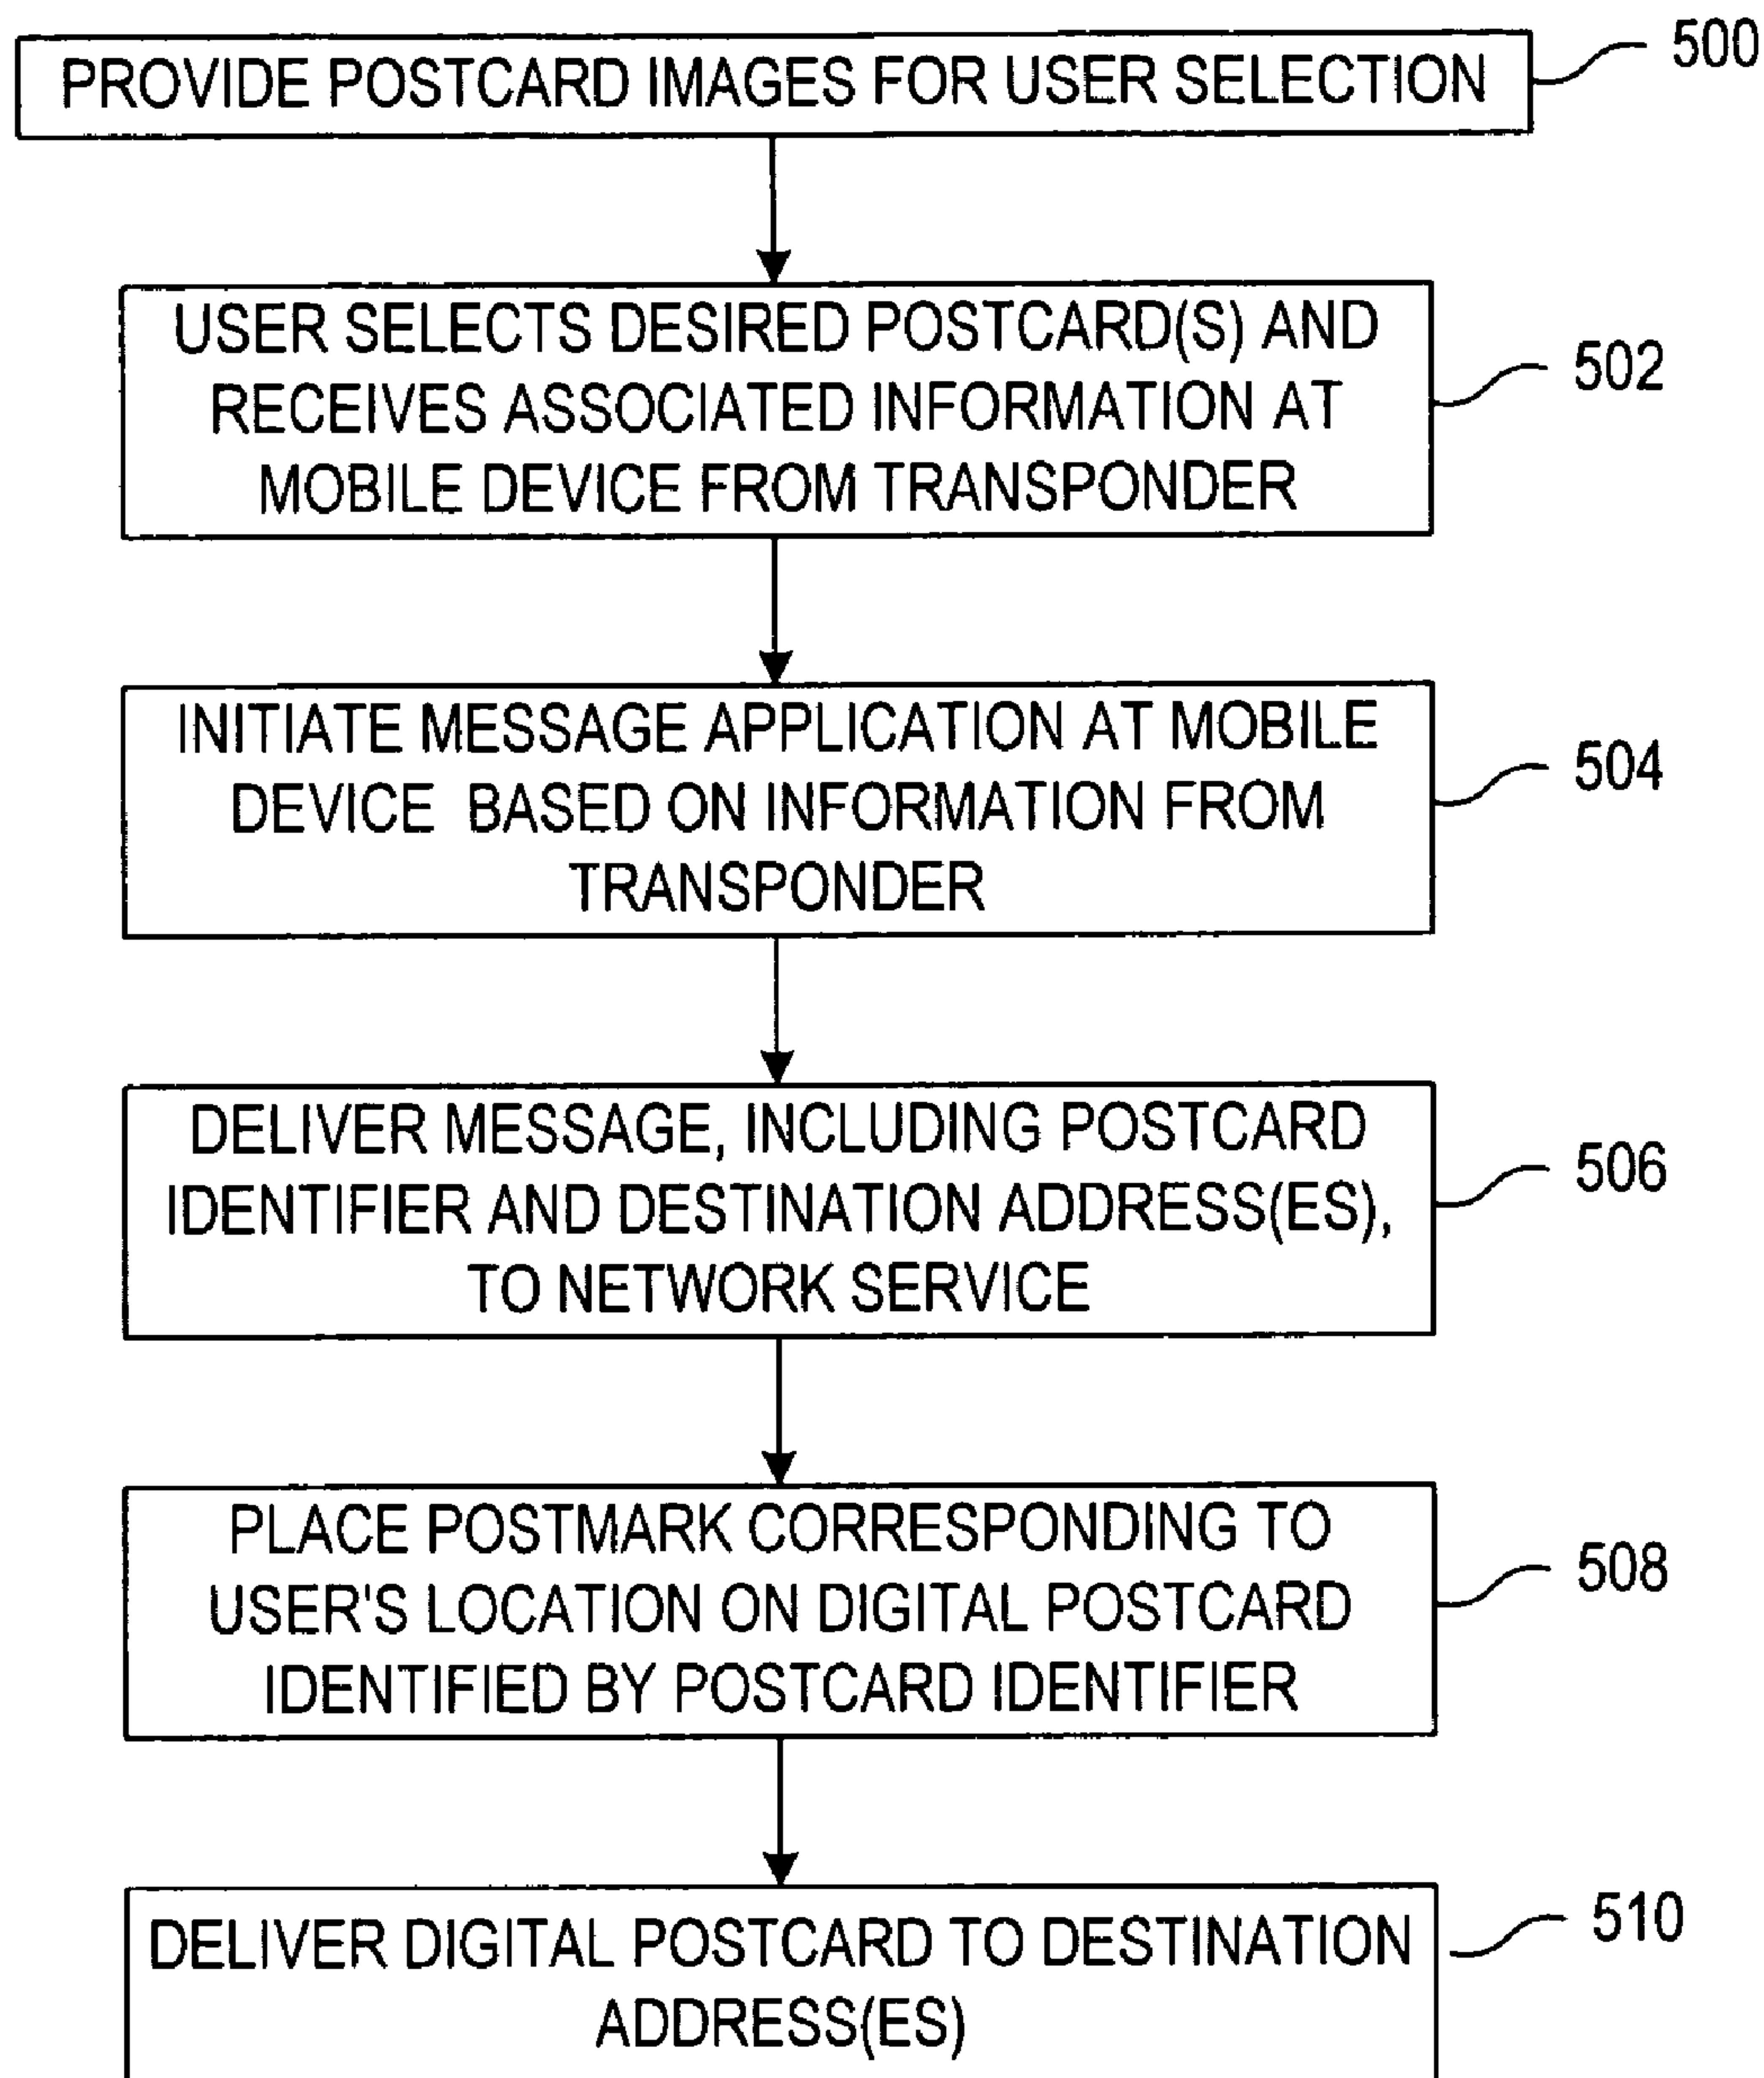 PROVIDE POSTCARD IMAGES FOR USER SELECTION
500
USER SELECTS DESIRED POSTCARD(S) AND
RECEIVES ASSOCIATED INFORMATION AT
MOBILE DEVICE FROM TRANSPONDER
502
INITIATE MESSAGE APPLICATION AT MOBILE
DEVICE BASED ON INFORMATION FROM
TRANSPONDER
504
DELIVER MESSAGE, INCLUDING POSTCARD
IDENTIFIER AND DESTINATION ADDRESS(ES),
TO NETWORK SERVICE
506
PLACE POSTMARK CORRESPONDING TO
USER'S LOCATION ON DIGITAL POSTCARD
IDENTIFIED BY POSTCARD IDENTIFIER
508
DELIVER DIGITAL POSTCARD TO DESTINATION
ADDRESS(ES)
510